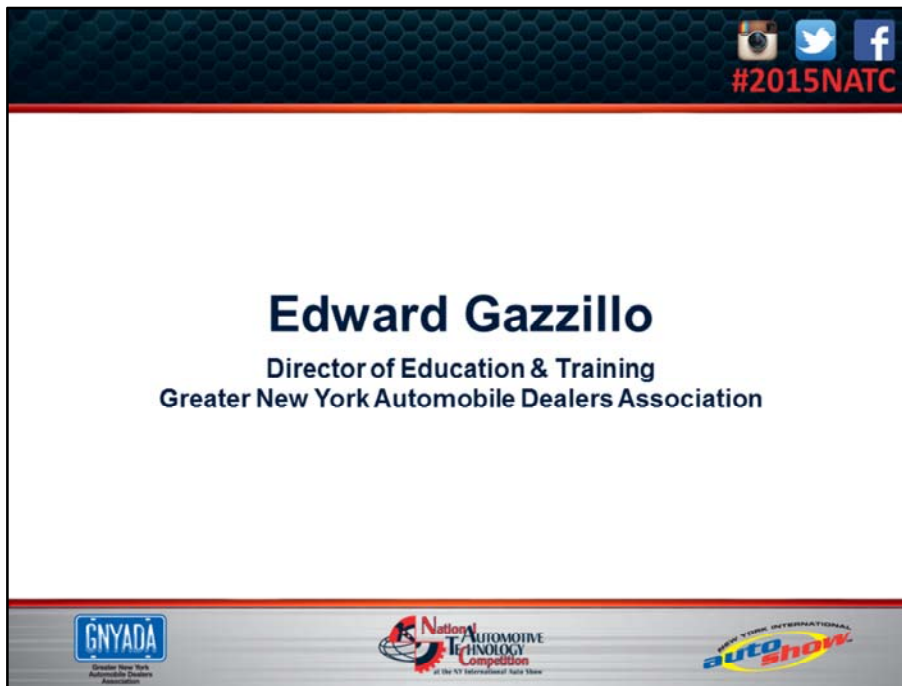 #2015NATC
Edward Gazzillo
Director of Education & Training
Greater New York Automobile Dealers Association
GNYADA
Greater New York
Automobile Dealers
Association
National
AUTOMOTIVE
TECHNOLOGY
Competition
at the NY International Auto Show
NEW YORK INTERNATIONAL
auto show